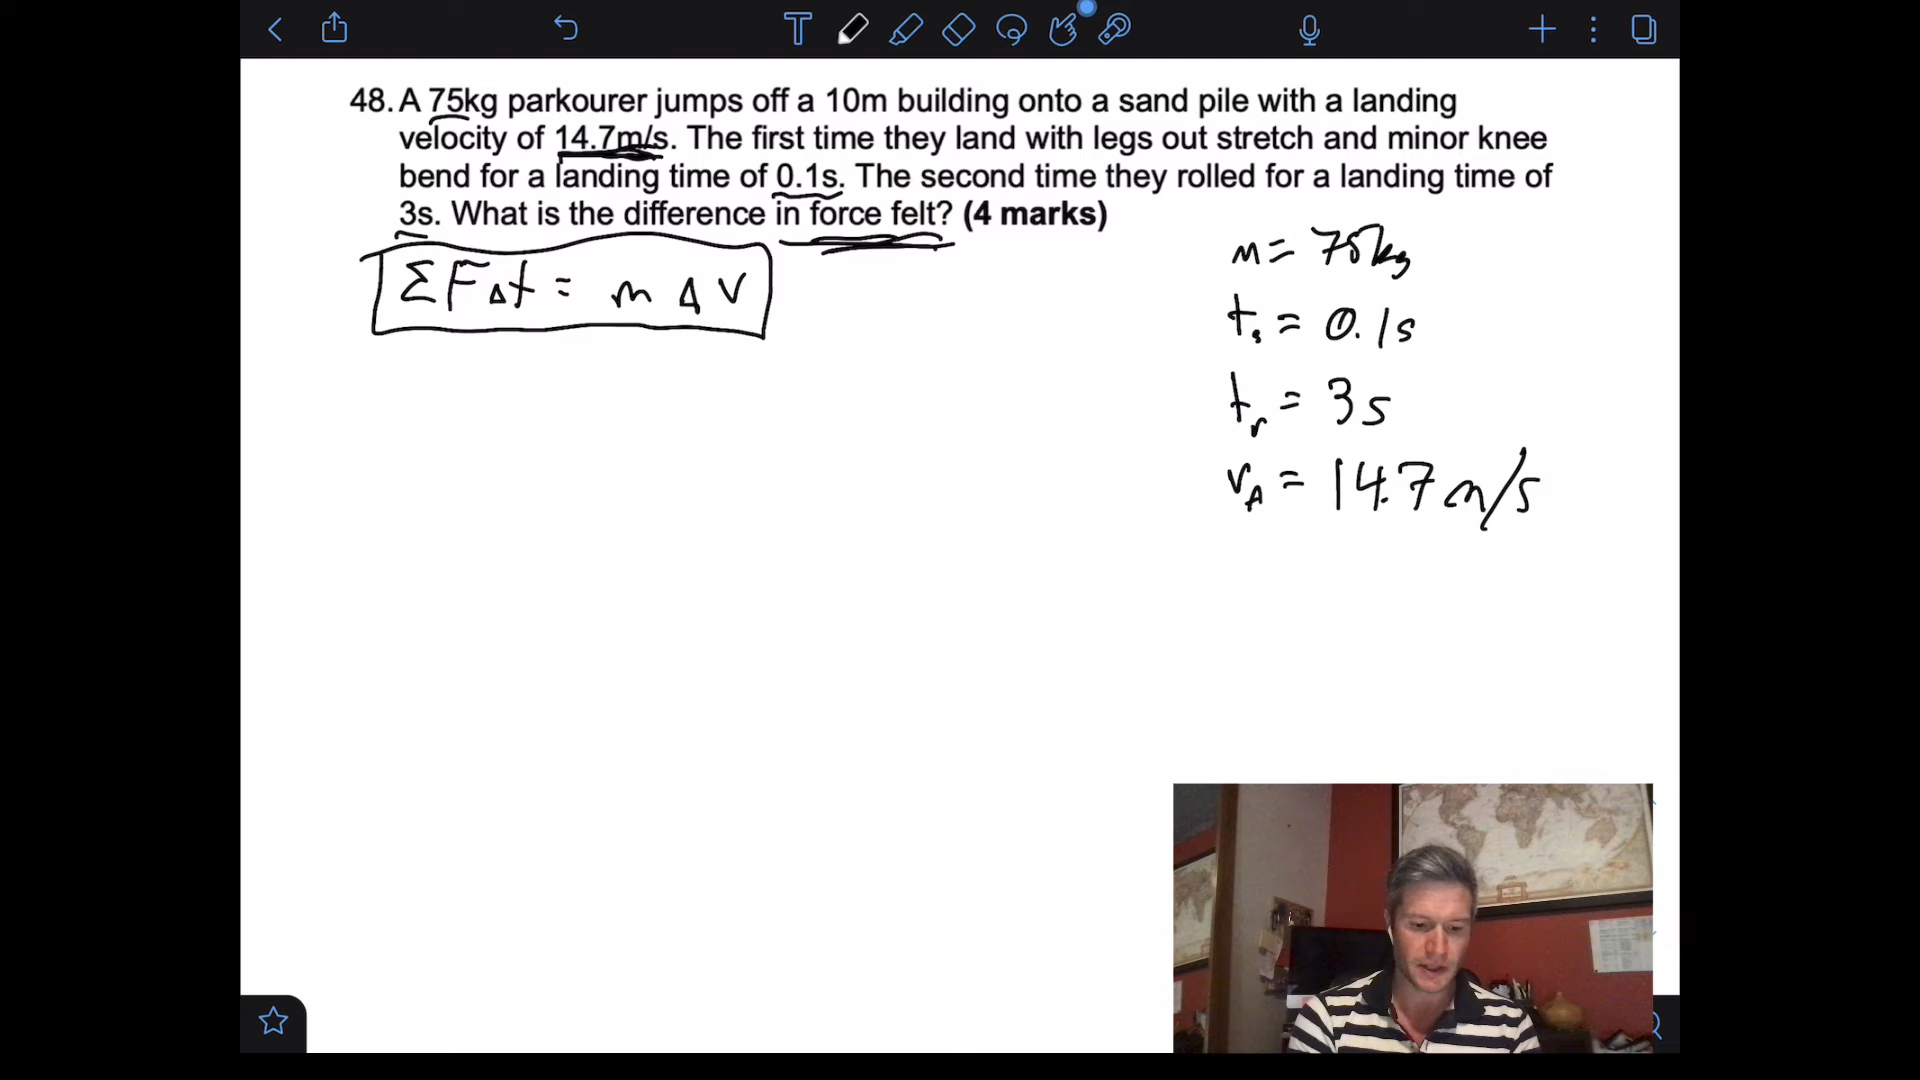 48. A 75kg parkourer jumps off a 10m building onto a sand pile with a landing
velocity of 14.7m/s. The first time they land with legs out stretch and minor knee
bend for a landing time of 0.1s. The second time they rolled for a landing time of
3s. What is the difference in force felt? (4 marks)
ΣFΔt = mΔv
m = 75kg
ts = 0.1s
tr = 3s
vA = 14.7m/s